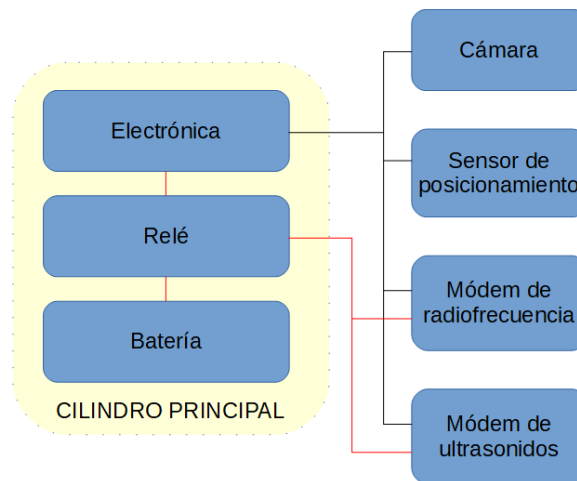 Electrónica
Relé
Batería
CILINDRO PRINCIPAL
Cámara
Sensor de
posicionamiento
Módem de
radiofrecuencia
Módem de
ultrasonidos